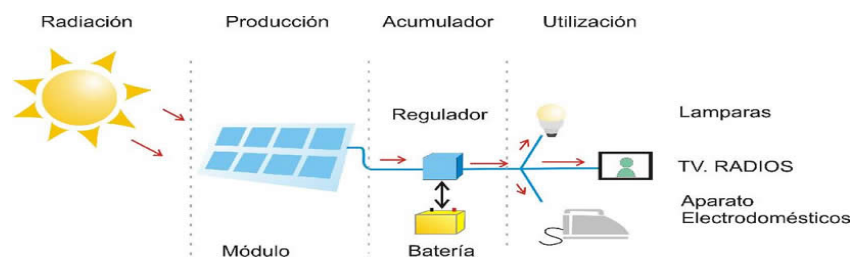 Radiación
Producción
Acumulador
Utilización
Regulador
Lamparas
TV. RADIOS
Aparato
Electrodomésticos
Módulo
Batería